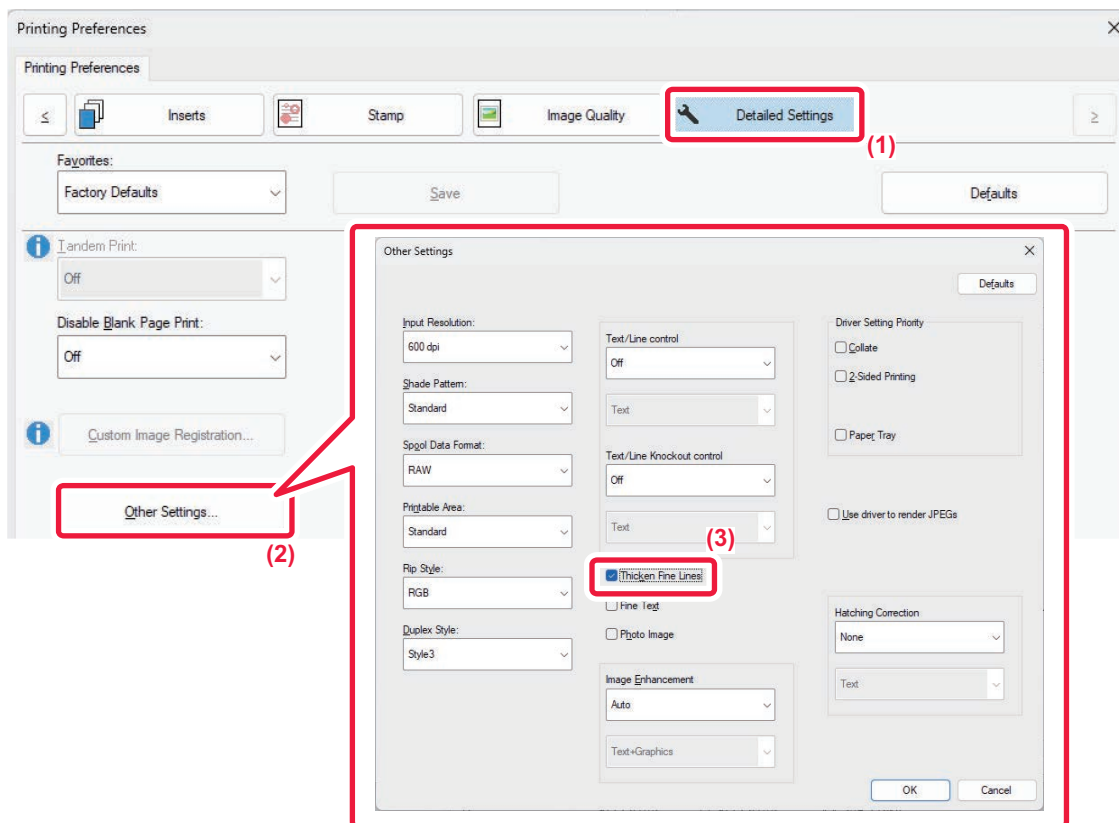 Printing Preferences
Printing Preferences
≤
Inserts
Stamp
Image Quality
Detailed Settings
≥
(1)
Favorites:
Factory Defaults
Save
Defaults
Tandem Print:
Off
Disable Blank Page Print:
Off
Custom Image Registration...
Other Settings...
(2)
Other Settings
Defaults
Input Resolution:
600 dpi
Shade Pattern:
Standard
Spool Data Format:
RAW
Printable Area:
Standard
Rip Style:
RGB
Duplex Style:
Style3
Text/Line control
Off
Text
Text/Line Knockout control
Off
Text
(3)
Thicken Fine Lines
Fine Text
Photo Image
Image Enhancement
Auto
Text+Graphics
Driver Setting Priority
Collate
2-Sided Printing
Paper Tray
Use driver to render JPEGs
Hatching Correction
None
Text
OK
Cancel